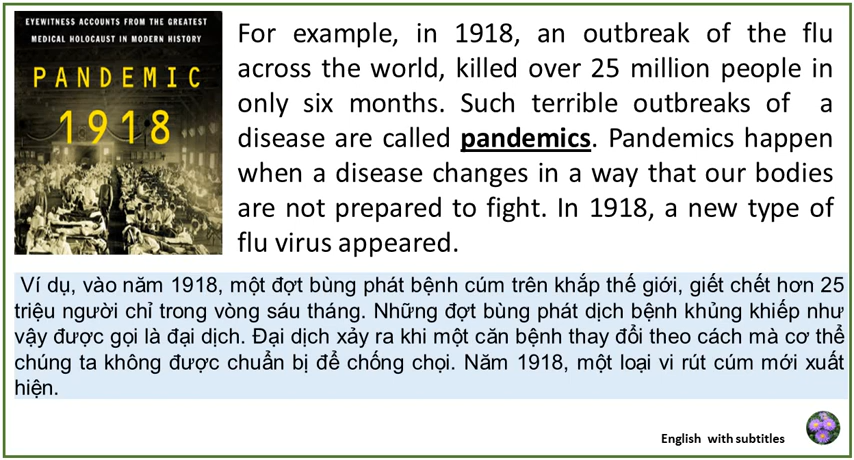 EYEWITNESS ACCOUNTS FROM THE GREATEST
MEDICAL HOLOCAUST IN MODERN HISTORY
PANDEMIC
1918
For example, in 1918, an outbreak of the flu
across the world, killed over 25 million people in
only six months. Such terrible outbreaks of a
disease are called pandemics. Pandemics happen
when a disease changes in a way that our bodies
are not prepared to fight. In 1918, a new type of
flu virus appeared.
Ví dụ, vào năm 1918, một đợt bùng phát bệnh cúm trên khắp thế giới, giết chết hơn 25
triệu người chỉ trong vòng sáu tháng. Những đợt bùng phát dịch bệnh khủng khiếp như
vậy được gọi là đại dịch. Đại dịch xảy ra khi một căn bệnh thay đổi theo cách mà cơ thể
chúng ta không được chuẩn bị để chống chọi. Năm 1918, một loại vi rút cúm mới xuất
hiện.
English with subtitles